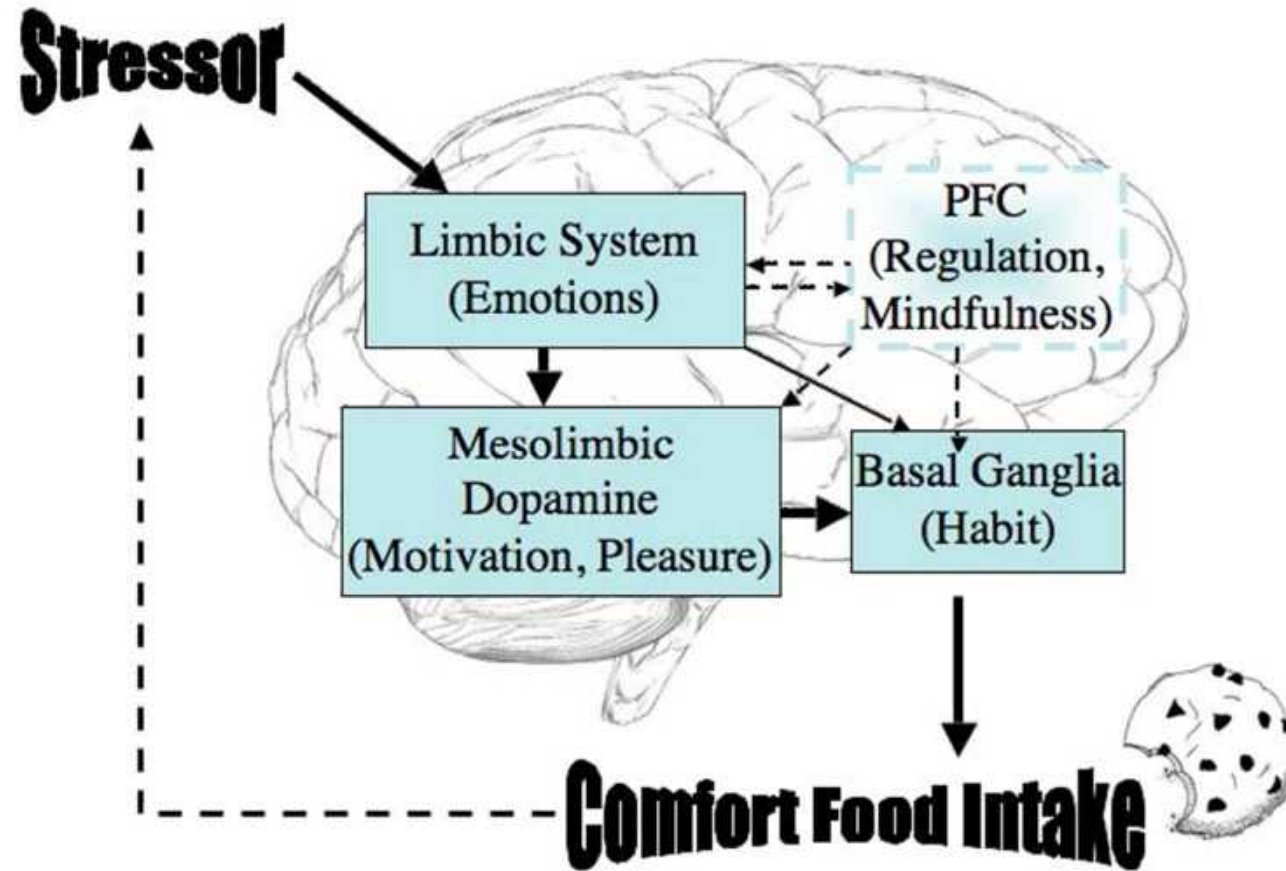 Stressor
Limbic System
(Emotions)
PFC
(Regulation,
Mindfulness)
Mesolimbic
Dopamine
(Motivation, Pleasure)
Basal Ganglia
(Habit)
Comfort Food Intake